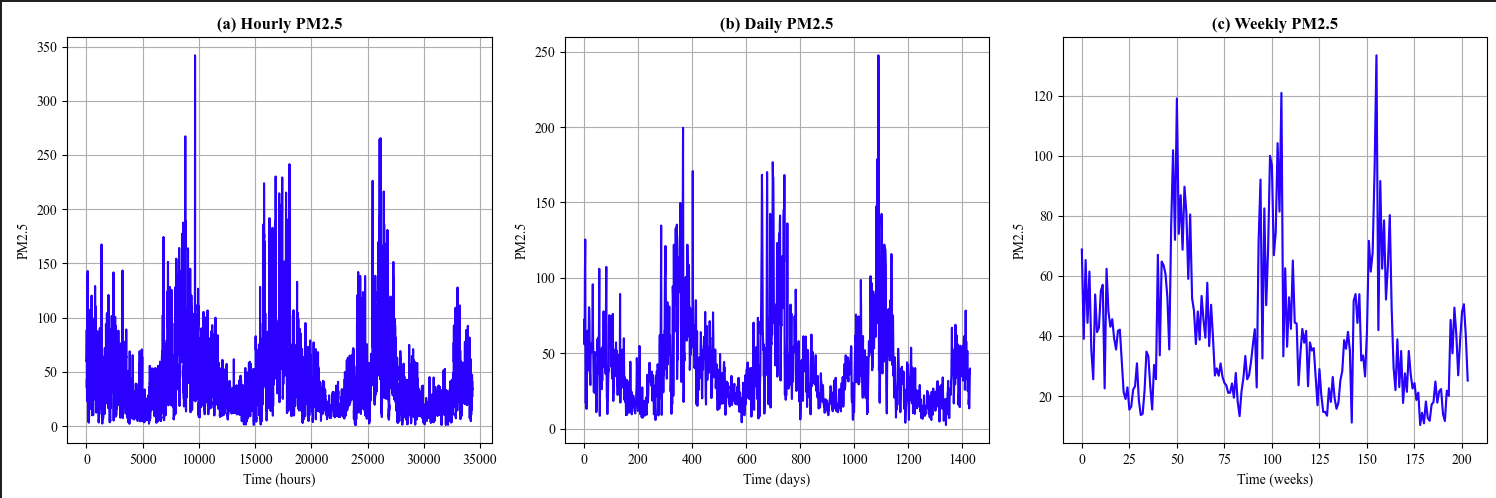 (a) Hourly PM2.5
350
300
250
200
150
100
50
0
PM2.5
0 5000 10000 15000 20000 25000 30000 35000
Time (hours)
(b) Daily PM2.5
250
200
150
100
50
0
PM2.5
0 200 400 600 800 1000 1200 1400
Time (days)
(c) Weekly PM2.5
120
100
80
60
40
20
PM2.5
0 25 50 75 100 125 150 175 200
Time (weeks)